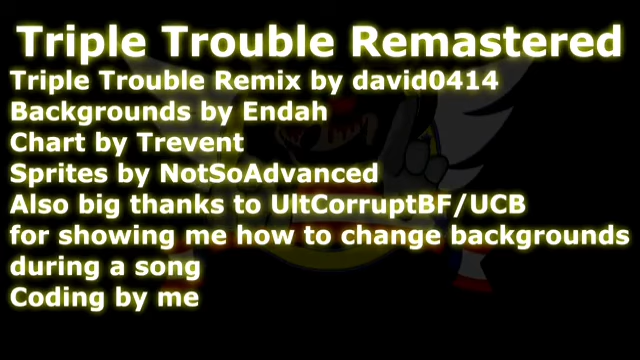 Triple Trouble Remastered
Triple Trouble Remix by david0414
Backgrounds by Endah
Chart by Trevent
Sprites by NotSoAdvanced
Also big thanks to UltCorruptBF/UCB
for showing me how to change backgrounds
during a song
Coding by me